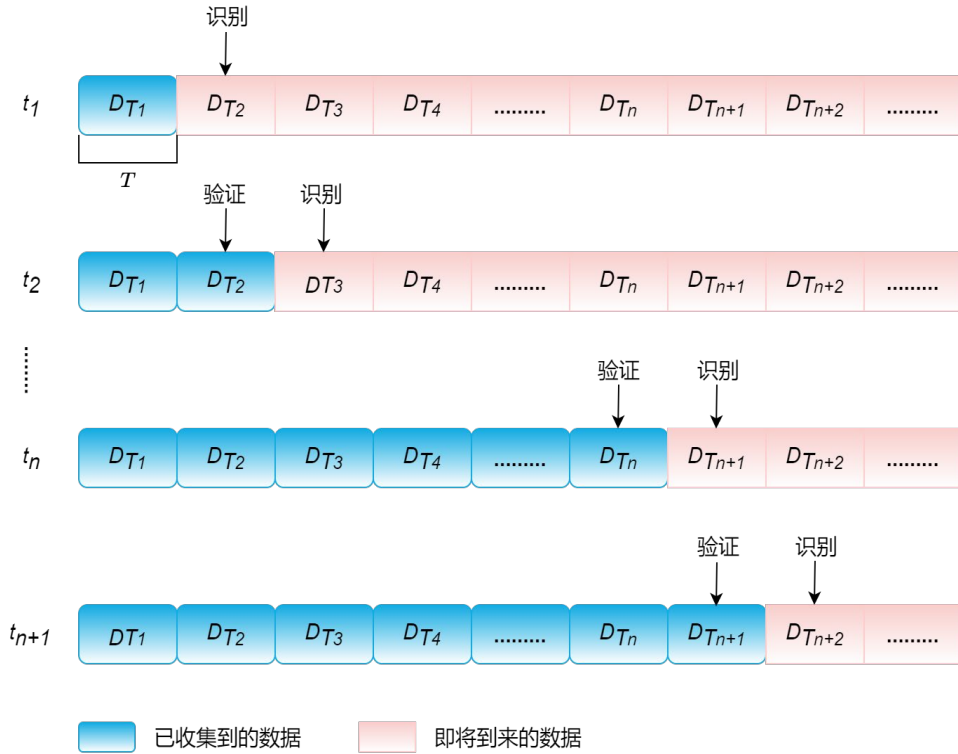 识别
t1 DT1 DT2 DT3 DT4 ......... DTn DTn+1 DTn+2 .........
T
验证 识别
t2 DT1 DT2 DT3 DT4 ......... DTn DTn+1 DTn+2 .........
........
验证 识别
tn DT1 DT2 DT3 DT4 ......... DTn DTn+1 DTn+2 .........
验证 识别
tn+1 DT1 DT2 DT3 DT4 ......... DTn DTn+1 DTn+2 .........
已收集到的数据 即将到来的数据